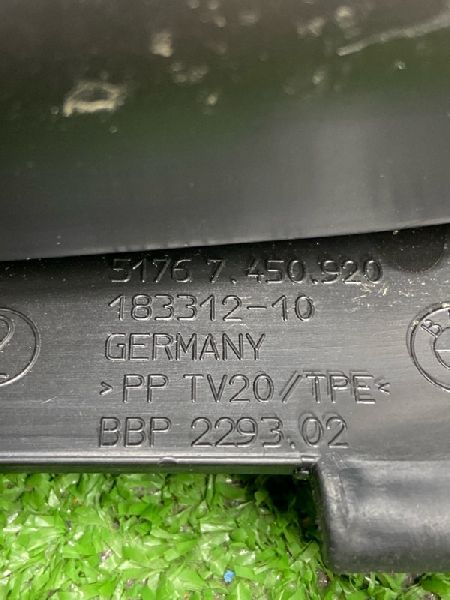 5176 7.450.920
183312-10
GERMANY
>PP TV20/TPE<
BBP 2293.02
B